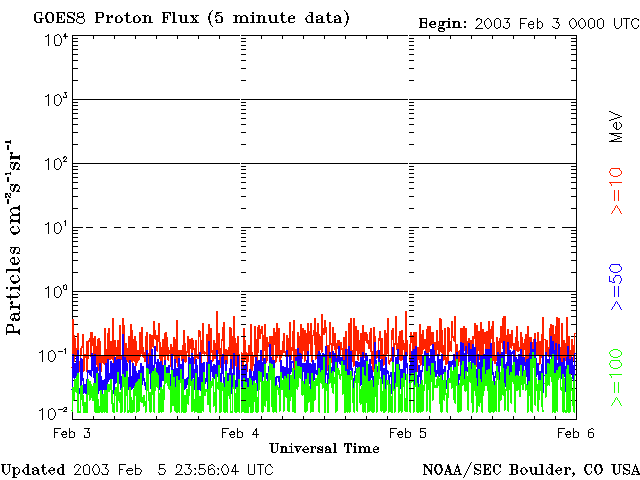 GOES8 Proton Flux (5 minute data)
Begin: 2003 Feb 3 0000 UTC
10⁴
10³
10²
10¹
10⁰
10⁻¹
10⁻²
Particles cm⁻²s⁻¹sr⁻¹
MeV
>=10
>=50
>=100
Feb 3
Feb 4
Feb 5
Feb 6
Universal Time
Updated 2003 Feb 5 23:56:04 UTC
NOAA/SEC Boulder, CO USA